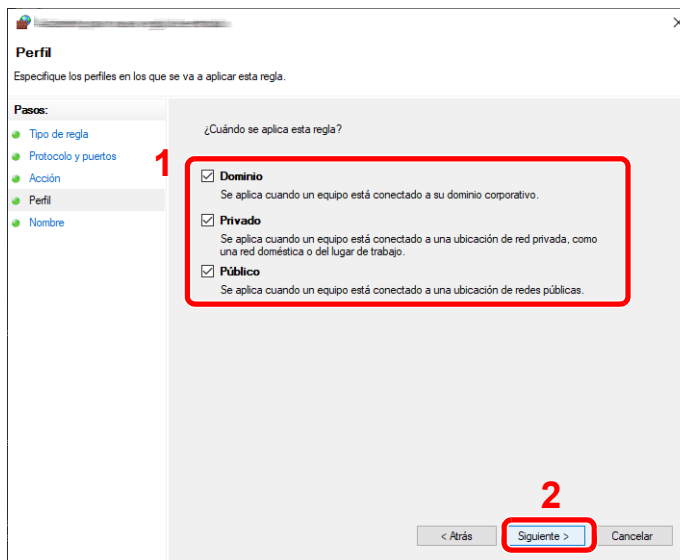 Perfil
Especifique los perfiles en los que se va a aplicar esta regla.
Pasos:
Tipo de regla
Protocolo y puertos
Acción
Perfil
Nombre
¿Cuándo se aplica esta regla?
1
Dominio
Se aplica cuando un equipo está conectado a su dominio corporativo.
Privado
Se aplica cuando un equipo está conectado a una ubicación de red privada, como
una red doméstica o del lugar de trabajo.
Público
Se aplica cuando un equipo está conectado a una ubicación de redes públicas.
2
< Atrás
Siguiente >
Cancelar